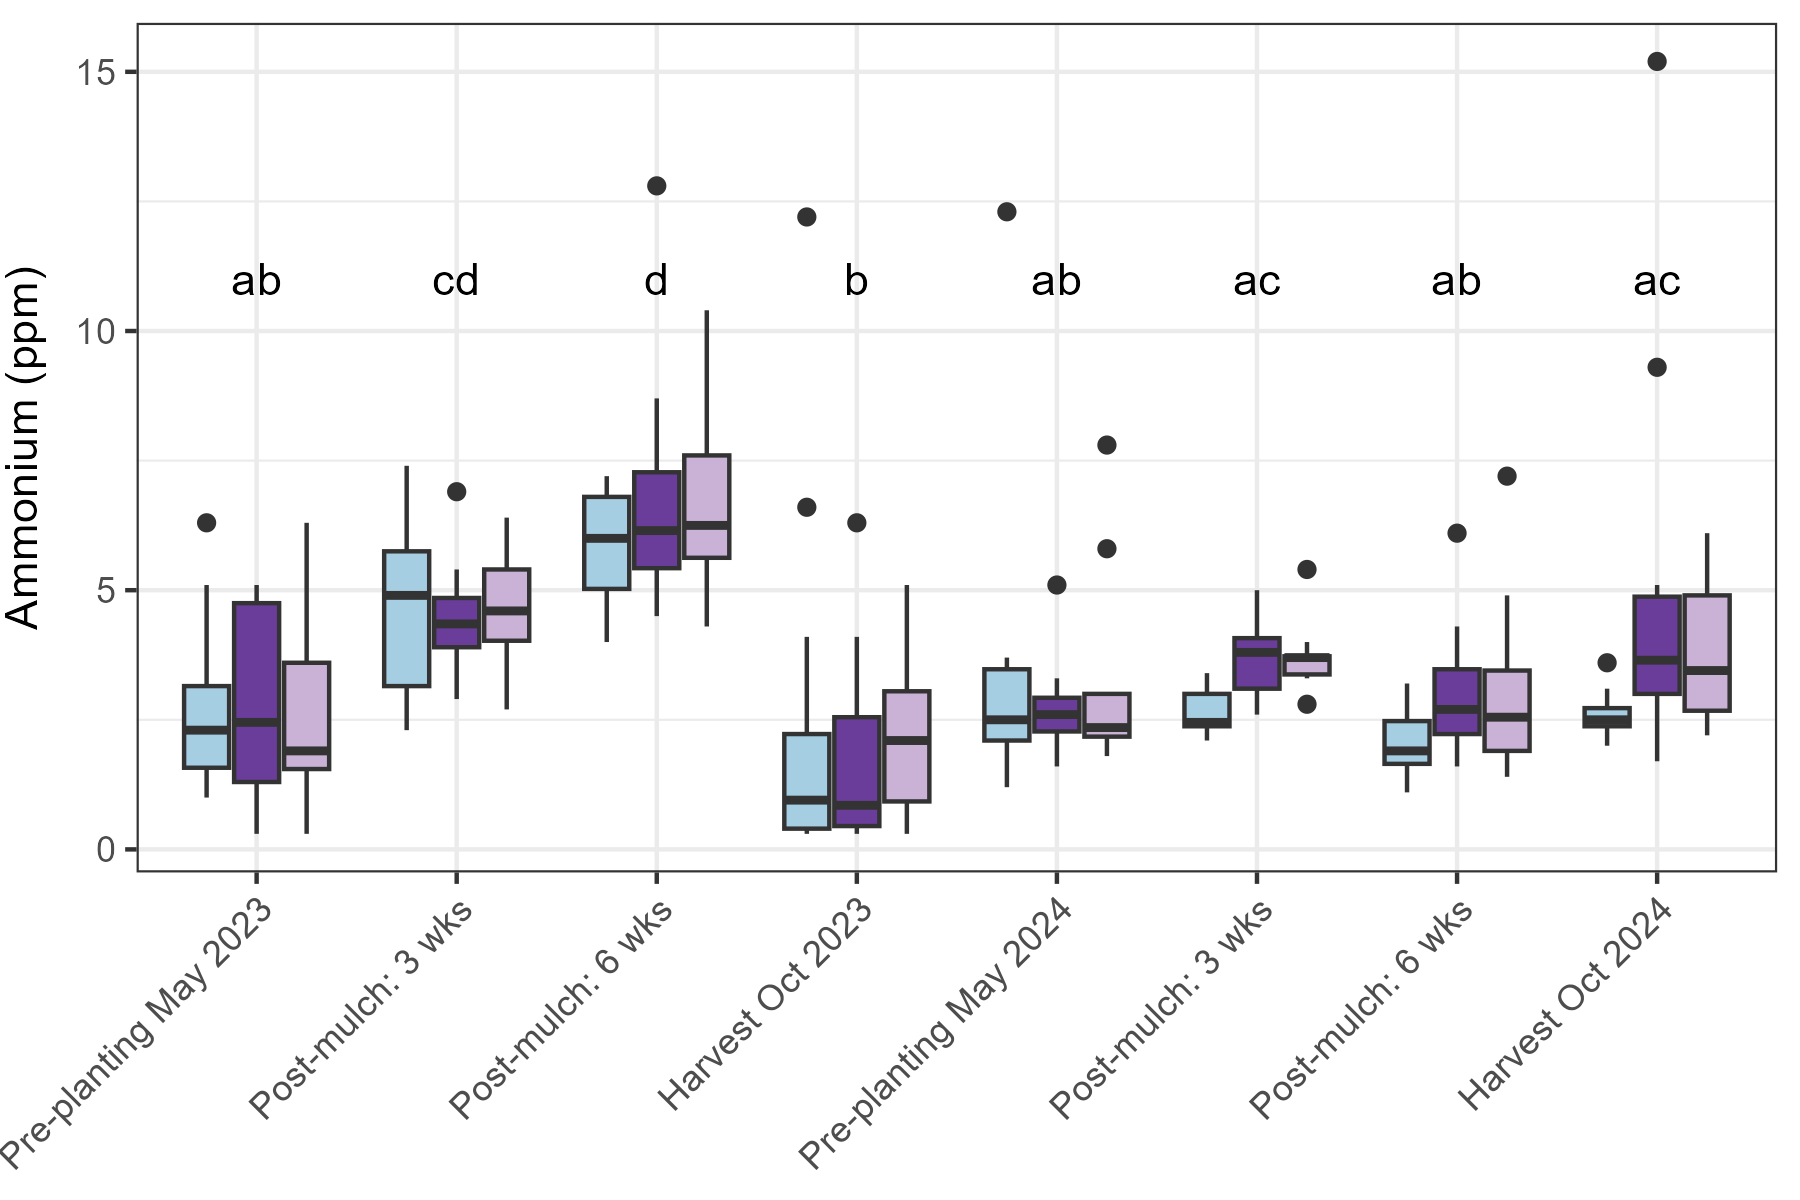 15
10
5
0
Ammonium (ppm)
ab
cd
d
b
ab
ac
ab
ac
Pre-planting May 2023
Post-mulch: 3 wks
Post-mulch: 6 wks
Harvest Oct 2023
Pre-planting May 2024
Post-mulch: 3 wks
Post-mulch: 6 wks
Harvest Oct 2024